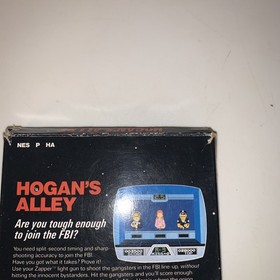 NES P HA
HOGAN'S
ALLEY
Are you tough enough
to join the FBI?
You need split-second timing and sharp-
shooting accuracy to join the FBI.
Have you got what it takes? Prove it!
Use your Zapper™ light gun to shoot the gangsters in the FBI line-up, without
hitting the innocent bystanders. Hit the gangsters and you'll score enough